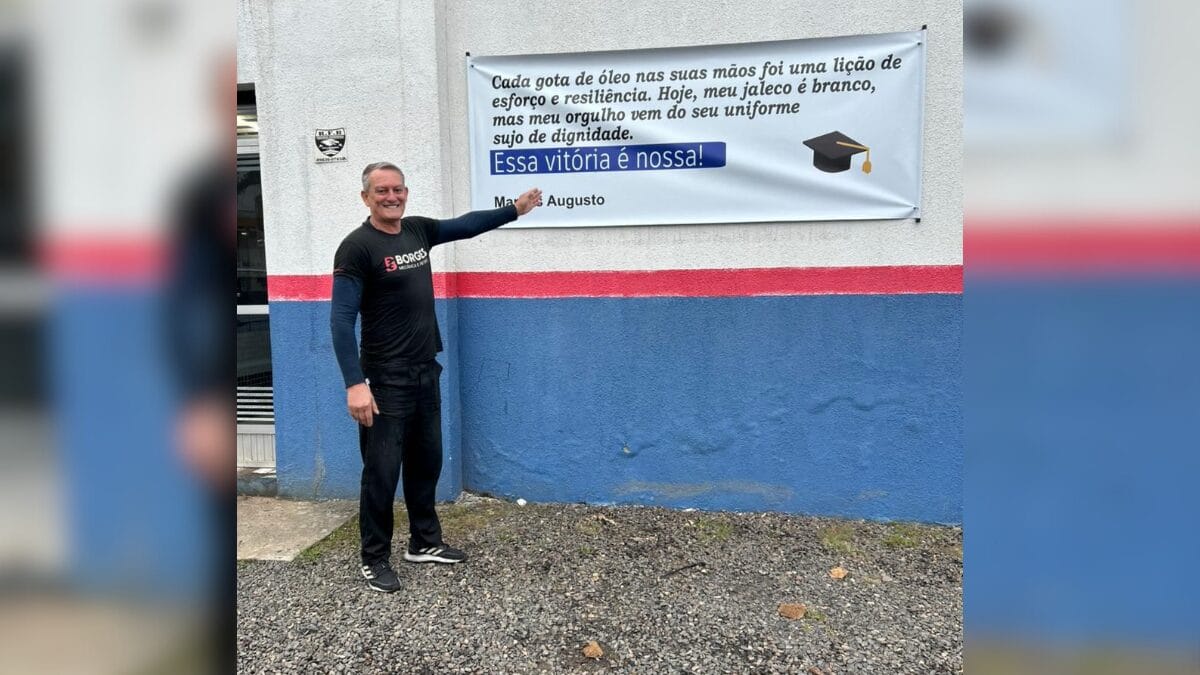 Cada gota de óleo nas suas mãos foi uma lição de
esforço e resiliência. Hoje, meu jaleco é branco,
mas meu orgulho vem do seu uniforme
sujo de dignidade.
Essa vitória é nossa!
Augusto
BORGES